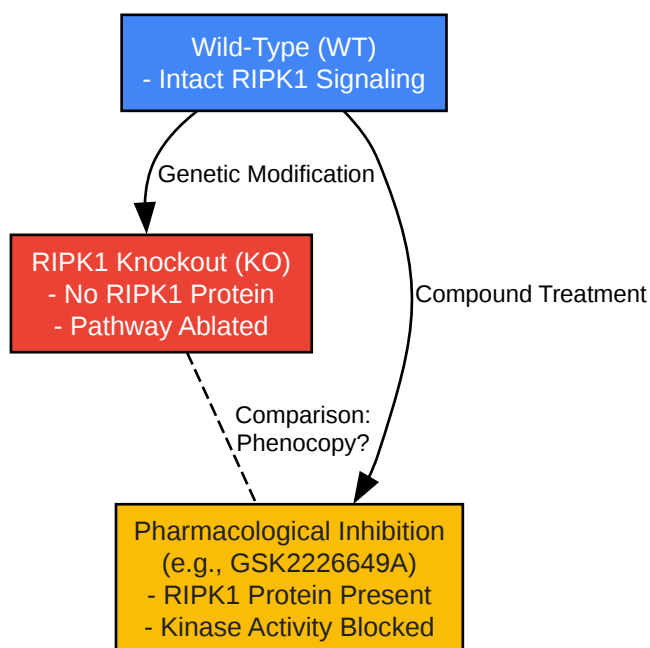 Wild-Type (WT)
- Intact RIPK1 Signaling
Genetic Modification
RIPK1 Knockout (KO)
- No RIPK1 Protein
- Pathway Ablated
Compound Treatment
Comparison:
Phenocopy?
Pharmacological Inhibition
(e.g., GSK2226649A)
- RIPK1 Protein Present
- Kinase Activity Blocked